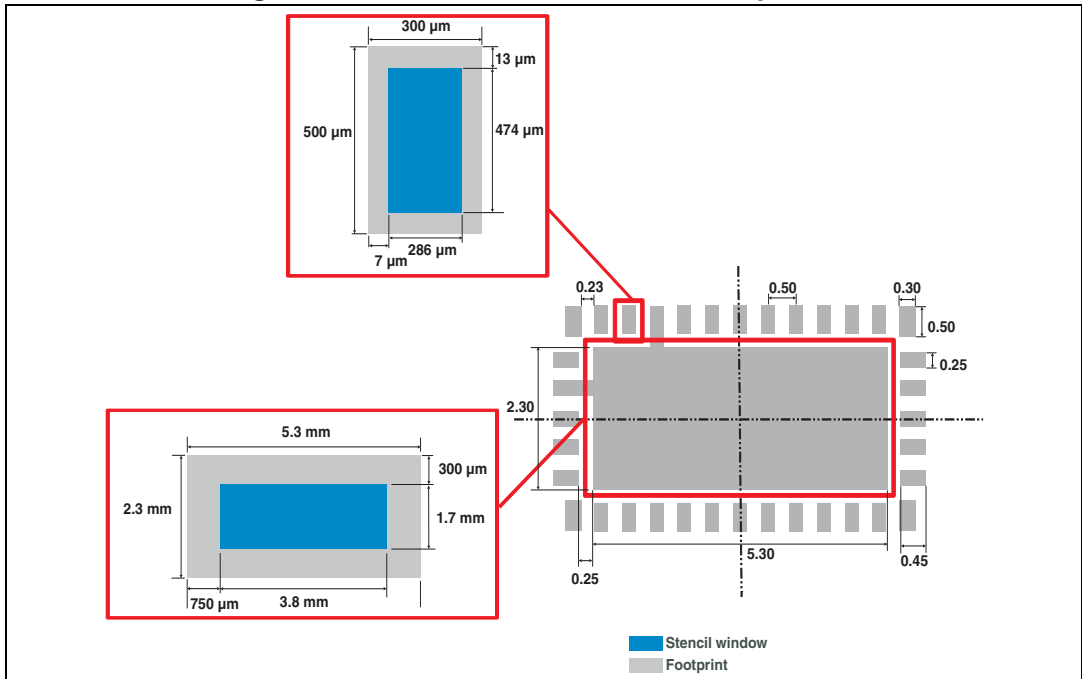 300 µm
13 µm
500 µm
474 µm
286 µm
7 µm
0.23
0.50
0.30
0.50
0.25
2.30
5.3 mm
300 µm
2.3 mm
1.7 mm
750 µm
3.8 mm
5.30
0.45
0.25
Stencil window
Footprint